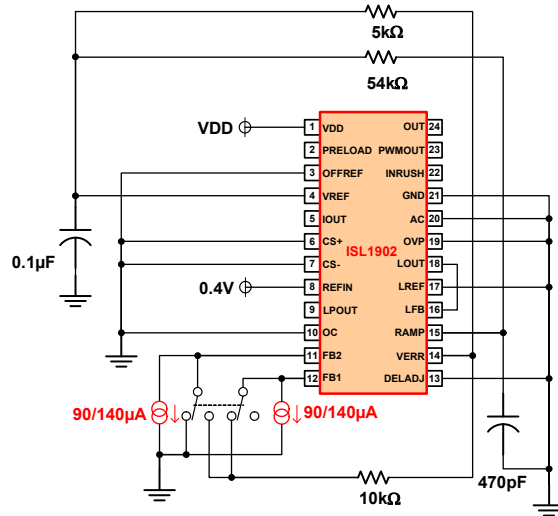 5kΩ
54kΩ
VDD
1 VDD OUT 24
2 PRELOAD PWMOUT 23
3 OFFREF INRUSH 22
4 VREF GND 21
5 IOUT AC 20
6 CS+ OVP 19
ISL1902
7 CS- LOUT 18
0.1µF
0.4V
8 REFIN LREF 17
9 LPOUT LFB 16
10 OC RAMP 15
11 FB2 VERR 14
12 FB1 DELADJ 13
90/140µA 90/140µA
470pF
10kΩ